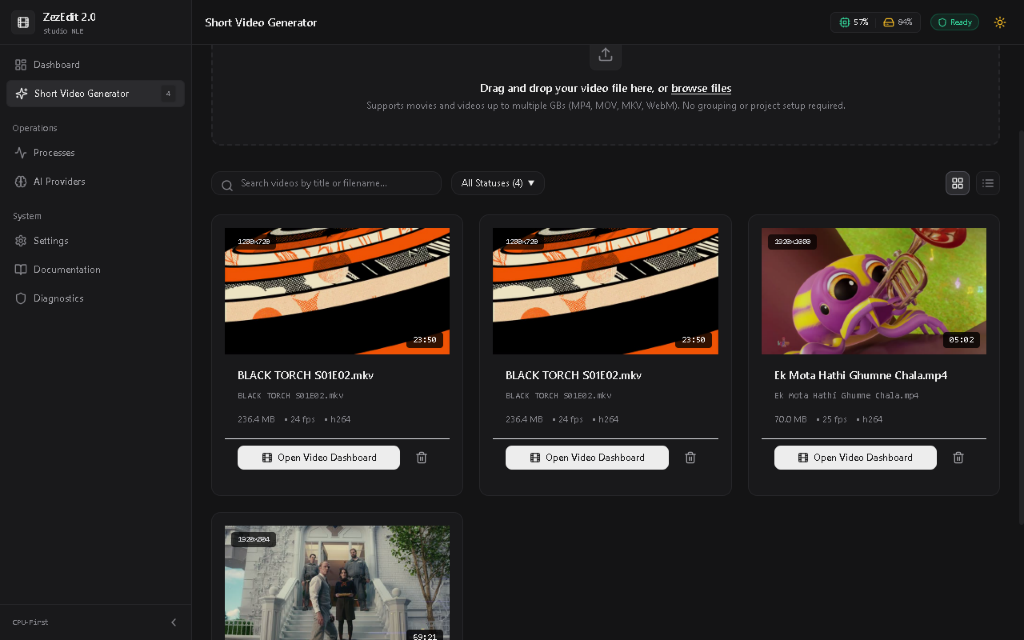 ZezEdit 2.0
Studio NLE
Dashboard
Short Video Generator 4
Operations
Processes
AI Providers
System
Settings
Documentation
Diagnostics
CPU-First
Short Video Generator
57% 84% Ready
Drag and drop your video file here, or browse files
Supports movies and videos up to multiple GBs (MP4, MOV, MKV, WebM). No grouping or project setup required.
Search videos by title or filename...
All Statuses (4) ▼
1280×720
23:50
BLACK TORCH S01E02.mkv
BLACK TORCH S01E02.mkv
236.4 MB • 24 fps • h264
Open Video Dashboard
1280×720
23:50
BLACK TORCH S01E02.mkv
BLACK TORCH S01E02.mkv
236.4 MB • 24 fps • h264
Open Video Dashboard
1920×1080
05:02
Ek Mota Hathi Ghumne Chala.mp4
Ek Mota Hathi Ghumne Chala.mp4
70.0 MB • 25 fps • h264
Open Video Dashboard
1920×804
69:21